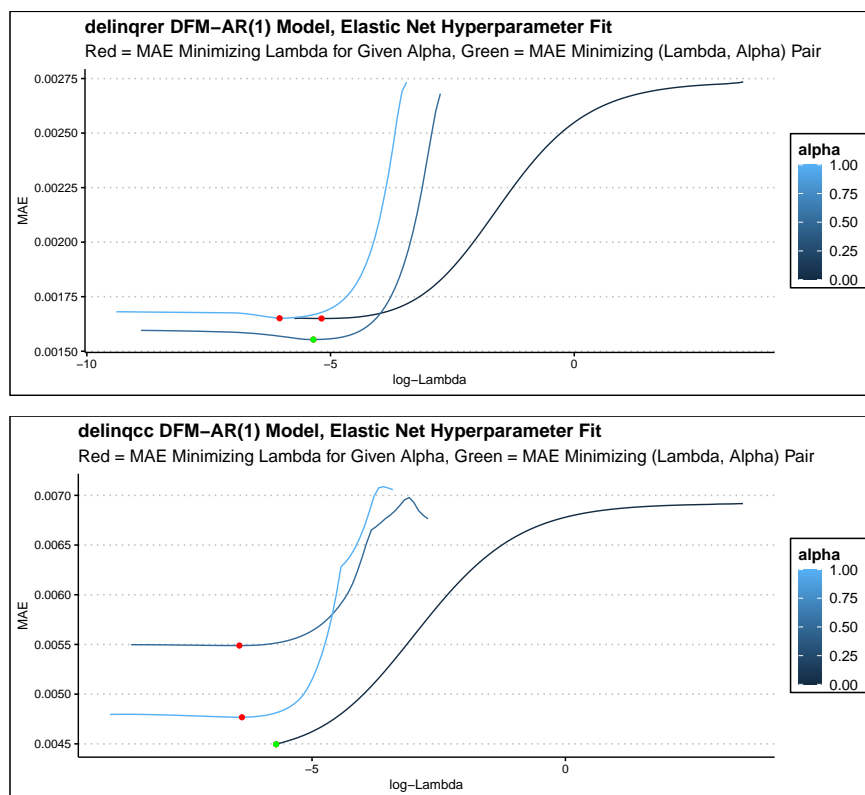 delinqrer DFM−AR(1) Model, Elastic Net Hyperparameter Fit
Red = MAE Minimizing Lambda for Given Alpha, Green = MAE Minimizing (Lambda, Alpha) Pair
0.00275
0.00250
0.00225
0.00200
0.00175
0.00150
MAE
−10
−5
0
log−Lambda
alpha
1.00
0.75
0.50
0.25
0.00
delinqcc DFM−AR(1) Model, Elastic Net Hyperparameter Fit
Red = MAE Minimizing Lambda for Given Alpha, Green = MAE Minimizing (Lambda, Alpha) Pair
0.0070
0.0065
0.0060
0.0055
0.0050
0.0045
MAE
−5
0
log−Lambda
alpha
1.00
0.75
0.50
0.25
0.00